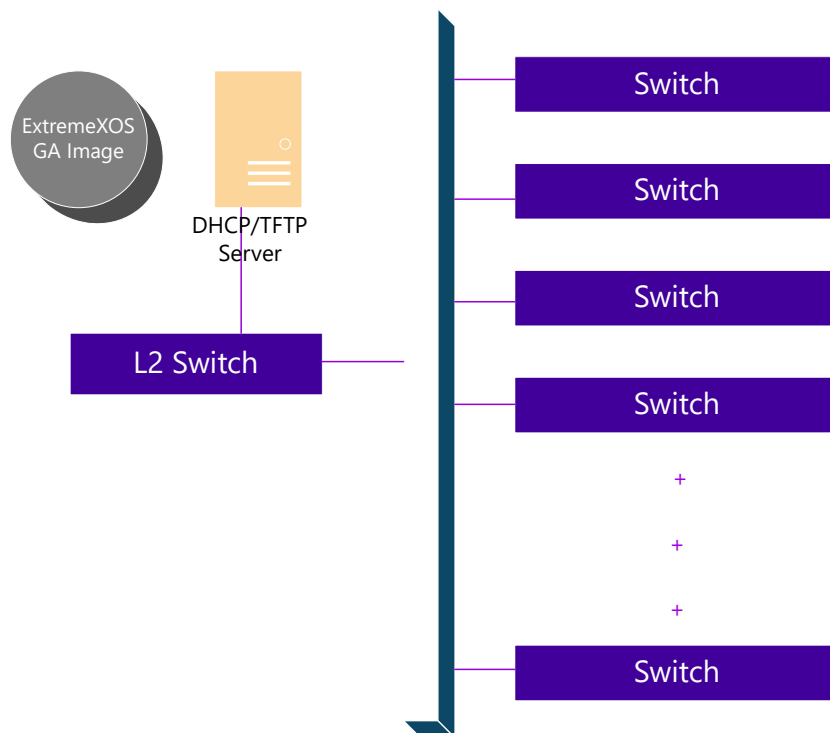 ExtremeXOS
GA Image
DHCP/TFTP
Server
L2 Switch
Switch
Switch
Switch
Switch
+
+
+
Switch